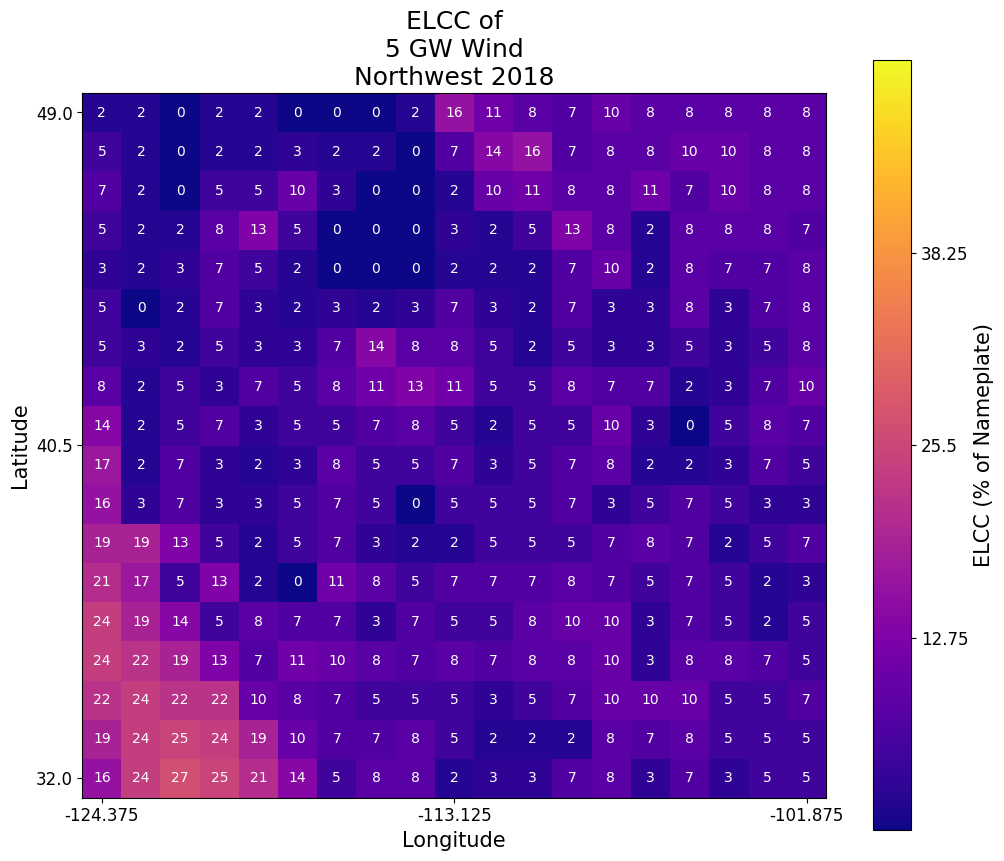 ELCC of
5 GW Wind
Northwest 2018
49.0 2 2 0 2 2 0 0 0 2 16 11 8 7 10 8 8 8 8 8
5 2 0 2 2 3 2 2 0 7 14 16 7 8 8 10 10 8 8
7 2 0 5 5 10 3 0 0 2 10 11 8 8 11 7 10 8 8
5 2 2 8 13 5 0 0 0 3 2 5 13 8 2 8 8 8 7
3 2 3 7 5 2 0 0 0 2 2 2 7 10 2 8 7 7 8
5 0 2 7 3 2 3 2 3 7 3 2 7 3 3 8 3 7 8
5 3 2 5 3 3 7 14 8 8 5 2 5 3 3 5 3 5 8
8 2 5 3 7 5 8 11 13 11 5 5 8 7 7 2 3 7 10
14 2 5 7 3 5 5 7 8 5 2 5 5 10 3 0 5 8 7
40.5
17 2 7 3 2 3 8 5 5 7 3 5 7 8 2 2 3 7 5
16 3 7 3 3 5 7 5 0 5 5 5 7 3 5 7 5 3 3
19 19 13 5 2 5 7 3 2 2 5 5 5 7 8 7 2 5 7
21 17 5 13 2 0 11 8 5 7 7 7 8 7 5 7 5 2 3
24 19 14 5 8 7 7 3 7 5 5 8 10 10 3 7 5 2 5
24 22 19 13 7 11 10 8 7 8 7 8 8 10 3 8 8 7 5
22 24 22 22 10 8 7 5 5 5 3 5 7 10 10 10 5 5 7
19 24 25 24 19 10 7 7 8 5 2 2 2 8 7 8 5 5 5
32.0 16 24 27 25 21 14 5 8 8 2 3 3 7 8 3 7 3 5 5
-124.375 -113.125 -101.875
Longitude
Latitude
38.25
25.5
12.75
ELCC (% of Nameplate)